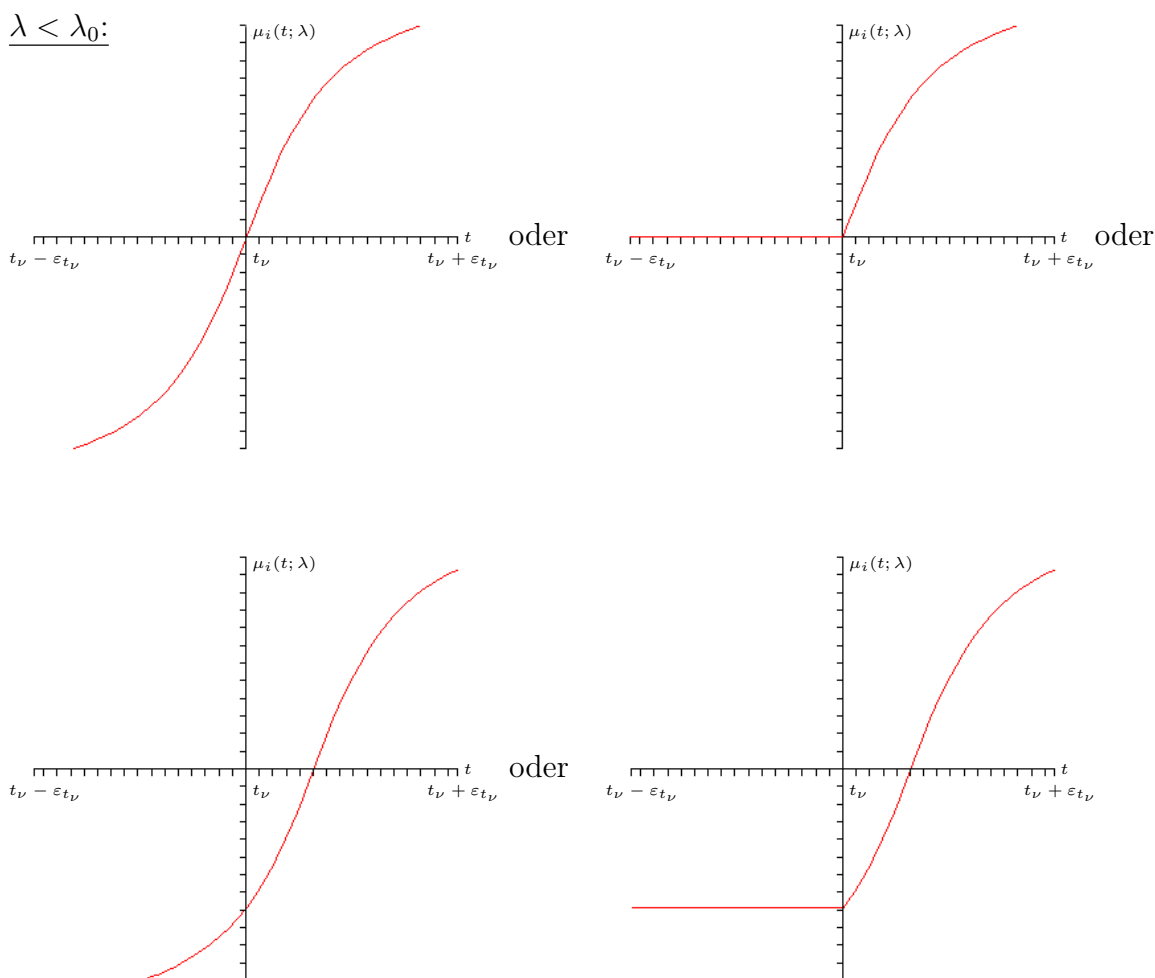 λ < λ₀:
μᵢ(t; λ) μᵢ(t; λ)
t oder t oder
t_ν − ε_{t_ν} t_ν t_ν + ε_{t_ν} t_ν − ε_{t_ν} t_ν t_ν + ε_{t_ν}
μᵢ(t; λ) μᵢ(t; λ)
t oder t
t_ν − ε_{t_ν} t_ν t_ν + ε_{t_ν} t_ν − ε_{t_ν} t_ν t_ν + ε_{t_ν}